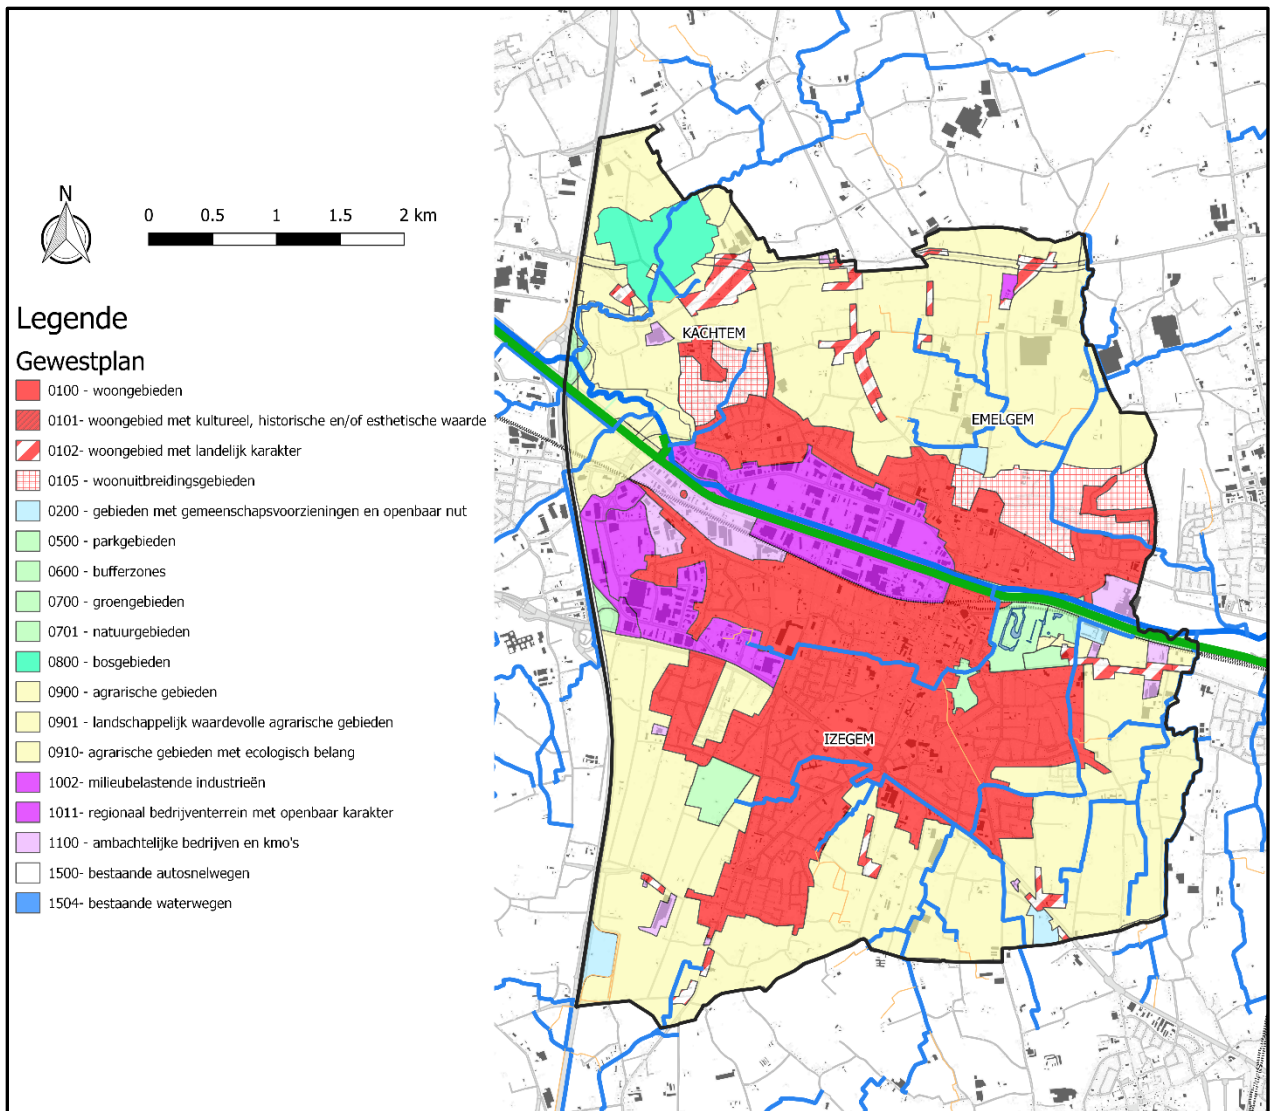 N
0 0.5 1 1.5 2 km
Legende
Gewestplan
0100 - woongebieden
0101- woongebied met kultureel, historische en/of esthetische waarde
0102- woongebied met landelijk karakter
0105 - woonuitbreidingsgebieden
0200 - gebieden met gemeenschapsvoorzieningen en openbaar nut
0500 - parkgebieden
0600 - bufferzones
0700 - groengebieden
0701 - natuurgebieden
0800 - bosgebieden
0900 - agrarische gebieden
0901 - landschappelijk waardevolle agrarische gebieden
0910- agrarische gebieden met ecologisch belang
1002- milieubelastende industrieën
1011- regionaal bedrijventerrein met openbaar karakter
1100 - ambachtelijke bedrijven en kmo's
1500- bestaande autosnelwegen
1504- bestaande waterwegen
KACHTEM
EMELGEM
IZEGEM